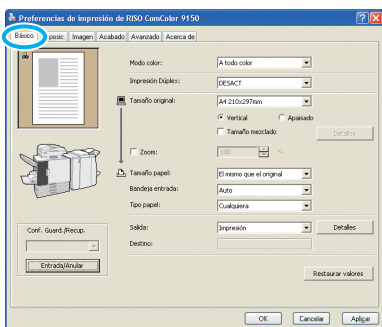 Preferencias de impresión de RISO ComColor 9150
Básico Imagen Acabado Avanzado Acerca de
Modo color: A todo color
Impresión Dúplex: DESACT
Tamaño original: A4 210x297mm
Vertical Apaisado
Tamaño mezclado Detalles
Zoom: 100 %
Tamaño papel: El mismo que el original
Bandeja entrada: Auto
Tipo papel: Cualquiera
Conf. Guard./Recup.
Salida: Impresión Detalles
Destino:
Entrada/Anular
Restaurar valores
OK Cancelar Aplicar